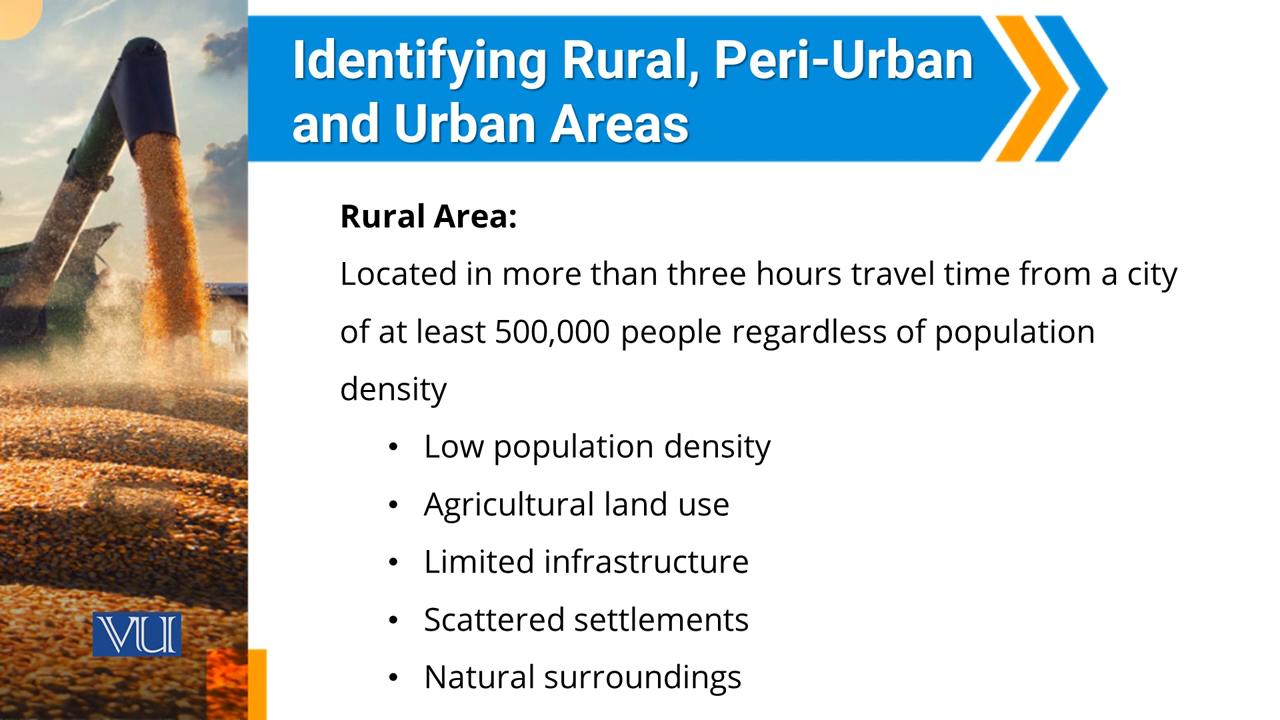 Identifying Rural, Peri-Urban
and Urban Areas
Rural Area:
Located in more than three hours travel time from a city
of at least 500,000 people regardless of population
density
• Low population density
• Agricultural land use
• Limited infrastructure
• Scattered settlements
• Natural surroundings
VU